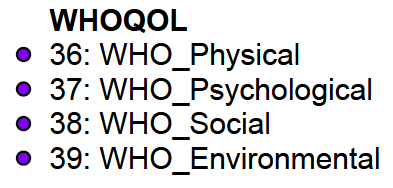 WHOQOL
36: WHO_Physical
37: WHO_Psychological
38: WHO_Social
39: WHO_Environmental